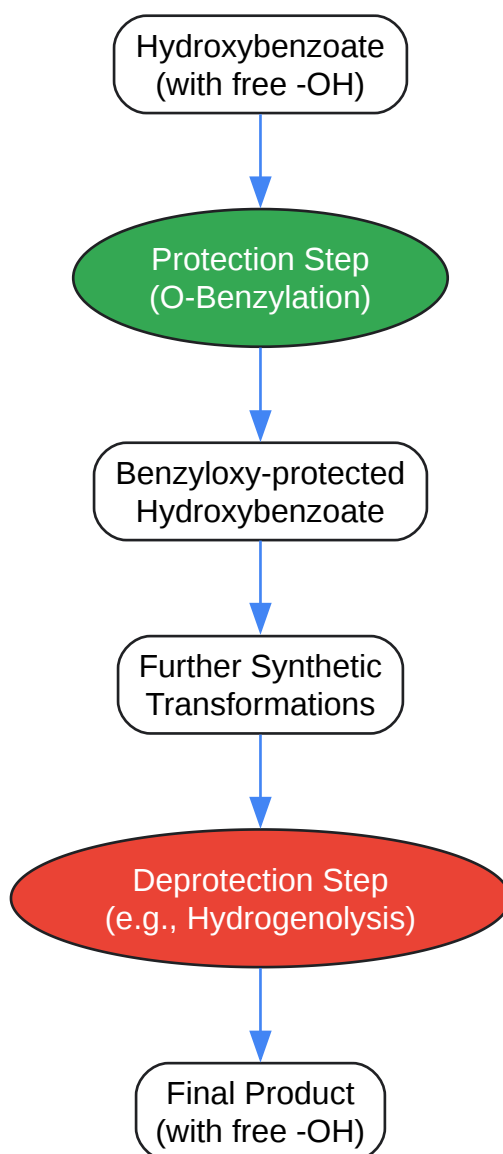 Hydroxybenzoate
(with free -OH)
Protection Step
(O-Benzylation)
Benzyloxy-protected
Hydroxybenzoate
Further Synthetic
Transformations
Deprotection Step
(e.g., Hydrogenolysis)
Final Product
(with free -OH)